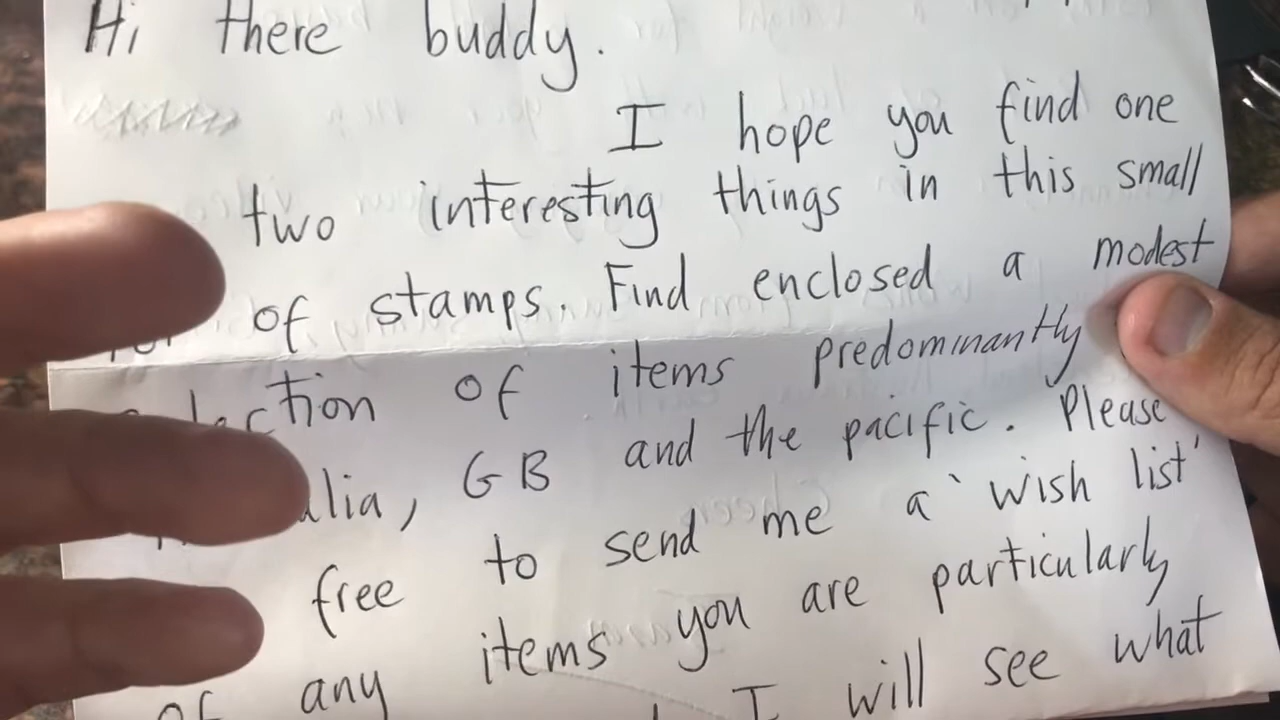 Hi there buddy.
I hope you find one
two interesting things in this small
of stamps. Find enclosed a modest
of items predominantly
GB and the pacific. Please
free to send me a 'wish list'
of any items you are particularly
I will see what